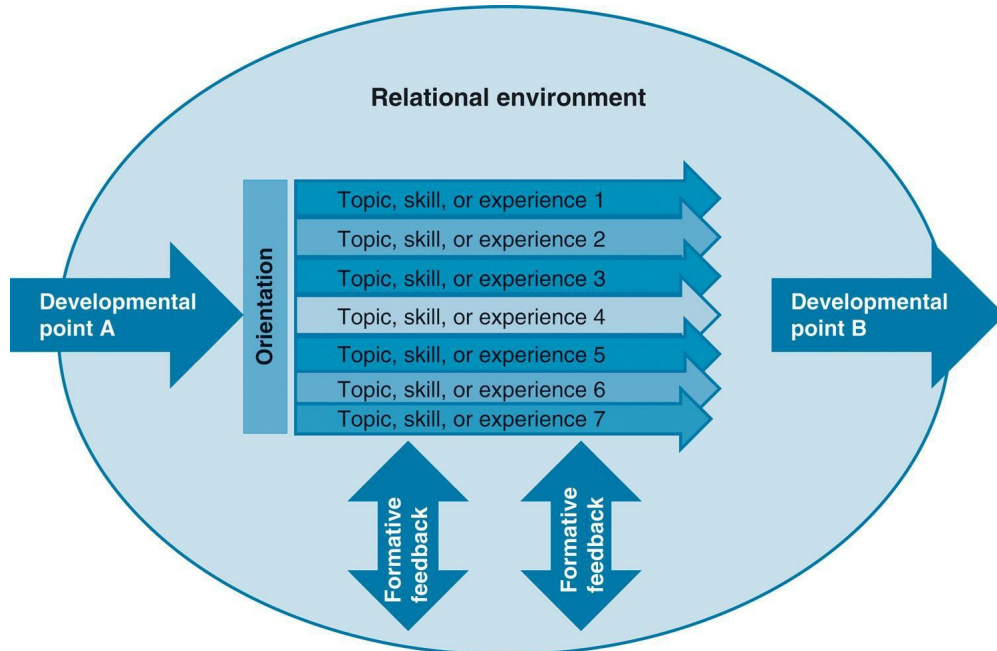 Relational environment
Developmental
point A
Orientation
Topic, skill, or experience 1
Topic, skill, or experience 2
Topic, skill, or experience 3
Topic, skill, or experience 4
Topic, skill, or experience 5
Topic, skill, or experience 6
Topic, skill, or experience 7
Developmental
point B
Formative
feedback
Formative
feedback